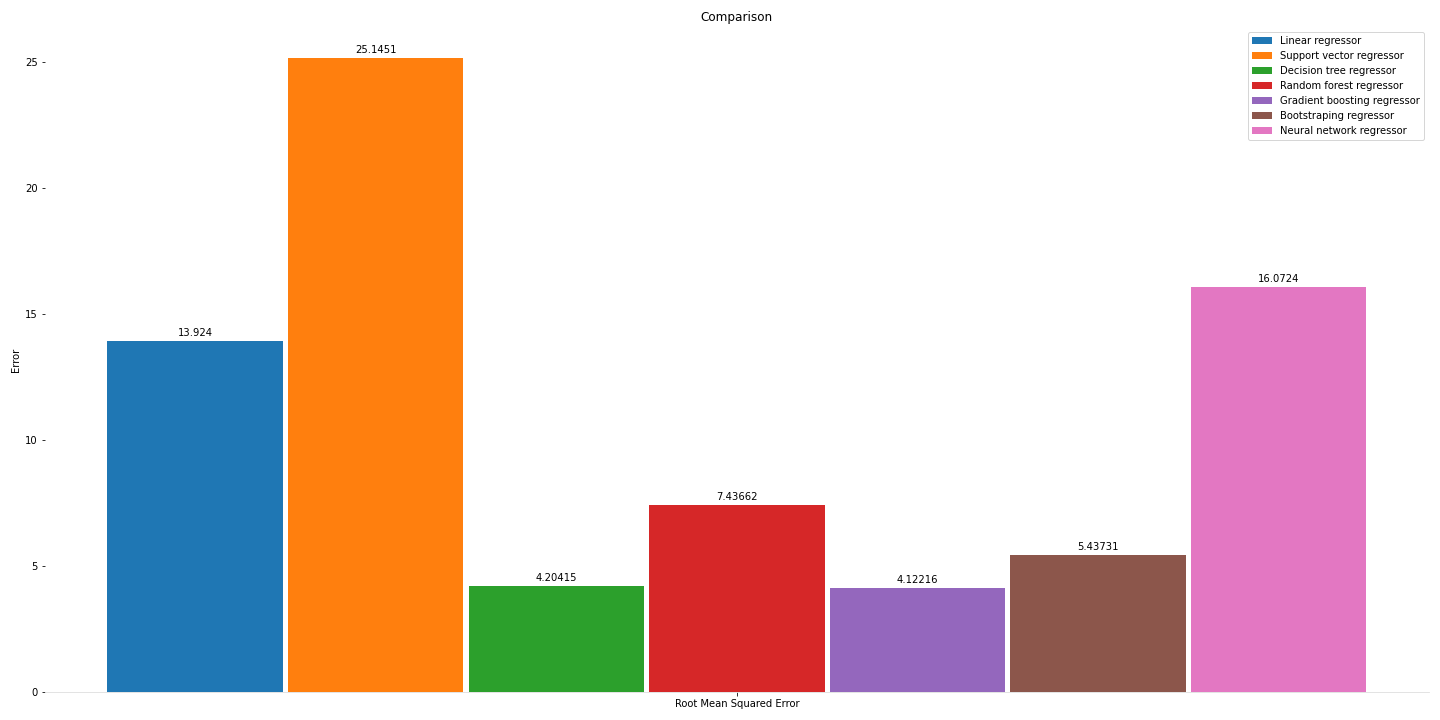 Comparison
25.1451
Linear regressor
Support vector regressor
Decision tree regressor
Random forest regressor
Gradient boosting regressor
Bootstraping regressor
Neural network regressor
25
20
15
10
5
0
Error
13.924
4.20415
7.43662
4.12216
5.43731
16.0724
Root Mean Squared Error